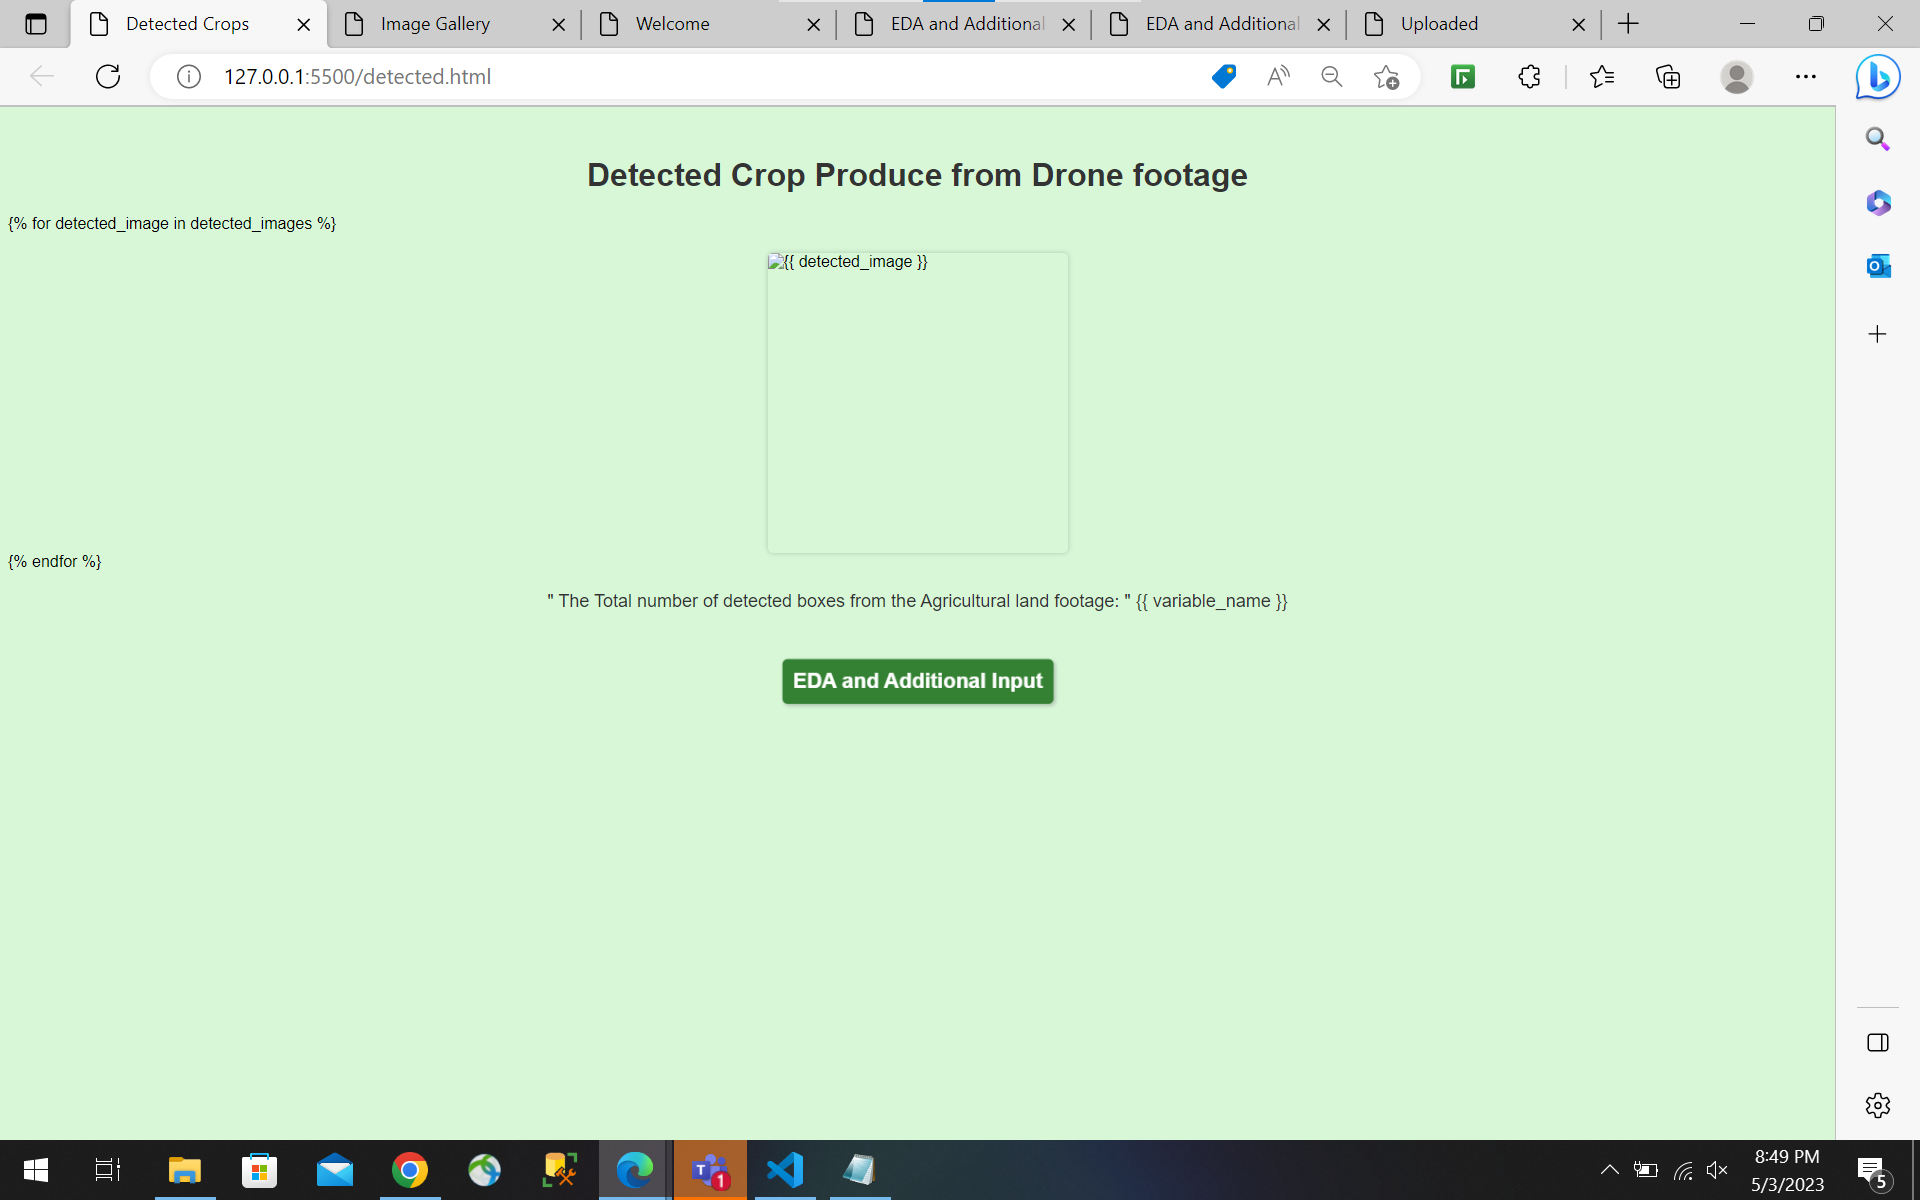 Detected Crops
Image Gallery
Welcome
EDA and Additional
EDA and Additional
Uploaded
127.0.0.1:5500/detected.html
Detected Crop Produce from Drone footage
{% for detected_image in detected_images %}
{{ detected_image }}
{% endfor %}
" The Total number of detected boxes from the Agricultural land footage: " {{ variable_name }}
EDA and Additional Input
1
8:49 PM
5/3/2023
5